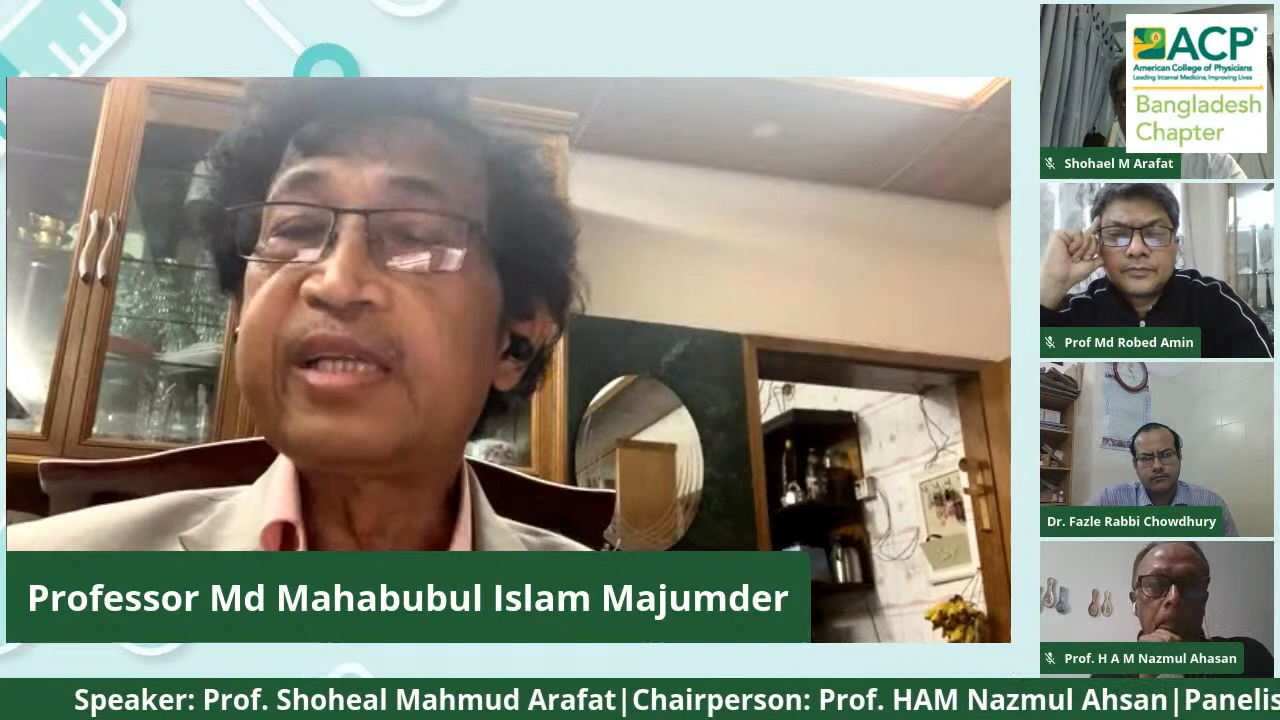 ACP
American College of Physicians
Leading Internal Medicine, Improving Lives
Bangladesh
Chapter
Shohael M Arafat
Prof Md Robed Amin
Dr. Fazle Rabbi Chowdhury
Prof. H A M Nazmul Ahasan
Professor Md Mahabubul Islam Majumder
Speaker: Prof. Shoheal Mahmud Arafat|Chairperson: Prof. HAM Nazmul Ahsan|Panelis